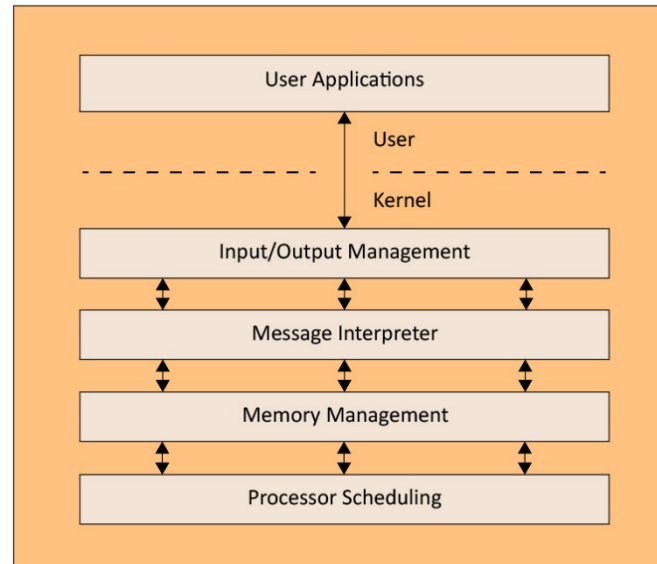 User Applications
User
Kernel
Input/Output Management
Message Interpreter
Memory Management
Processor Scheduling